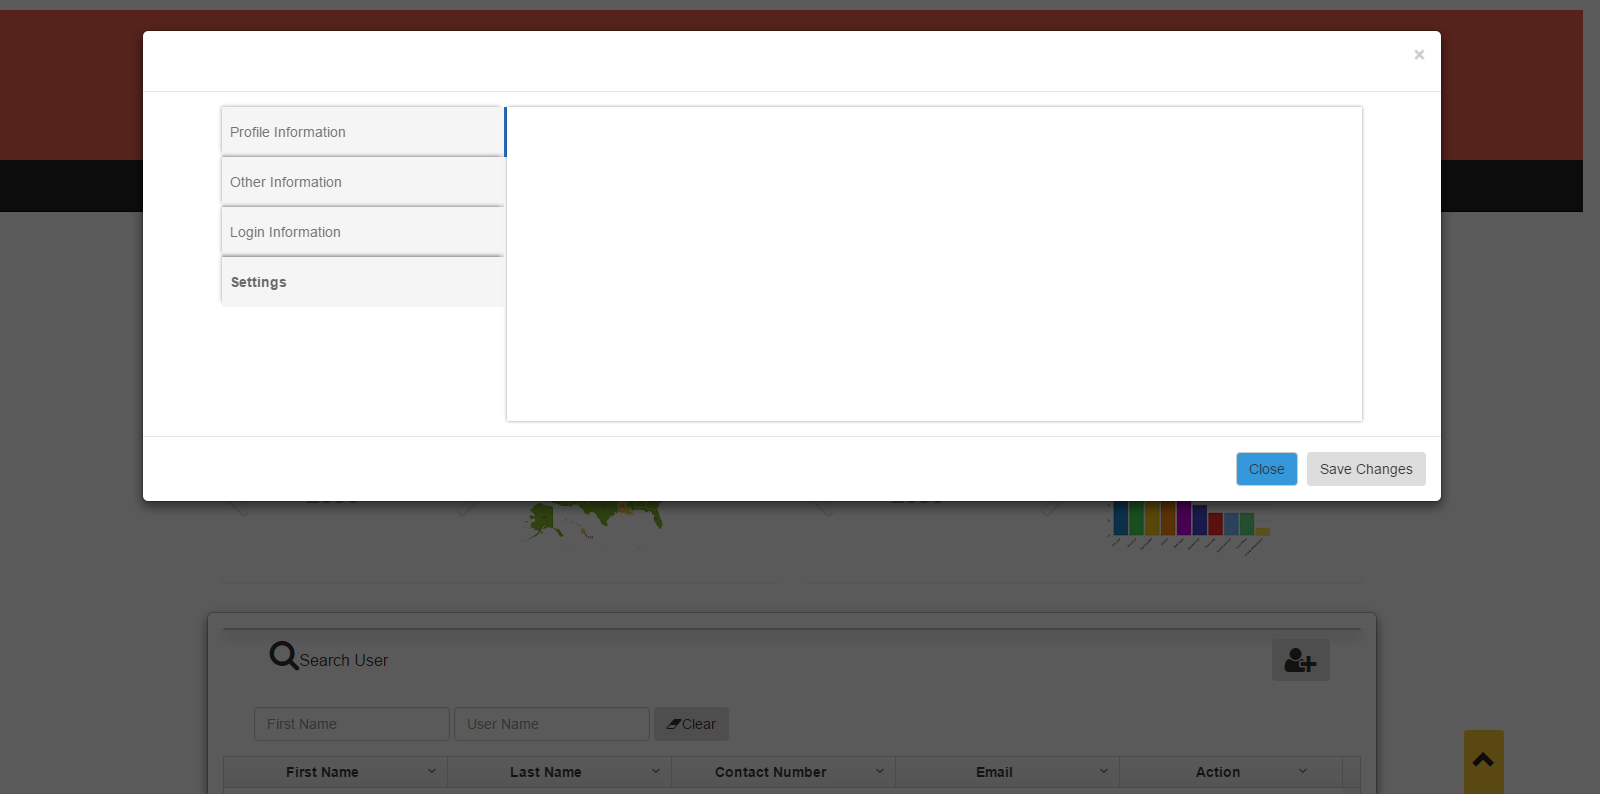 ×
Profile Information
Other Information
Login Information
Settings
Close
Save Changes
Search User
First Name
User Name
Clear
First Name
Last Name
Contact Number
Email
Action